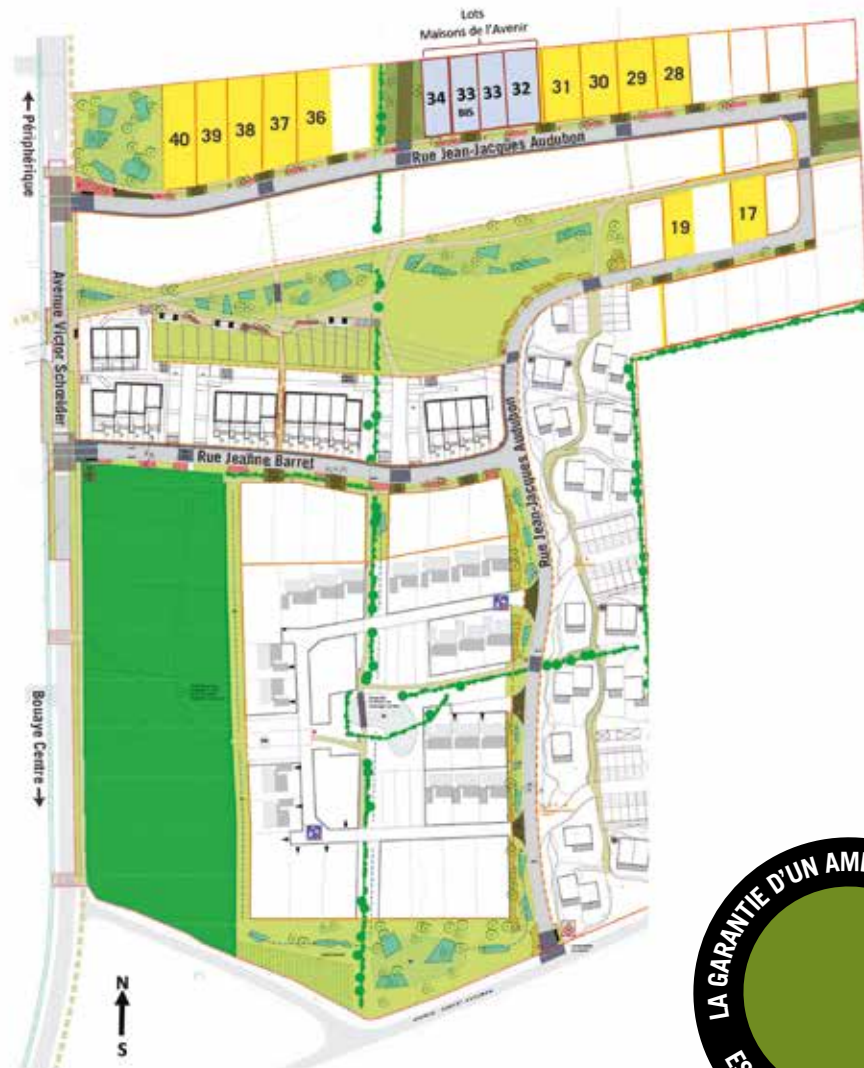 Lots
Maisons de l'Avenir
34
33
BIS
33
32
31
30
29
28
40
39
38
37
36
← Périphérique
Rue Jean-Jacques Audubon
19
17
Avenue Victor Schœlder
Rue Jeanne Barret
Rue Jean-Jacques Audubon
Bouaye Centre →
N
S
LA GARANTIE D'UN AM
ES